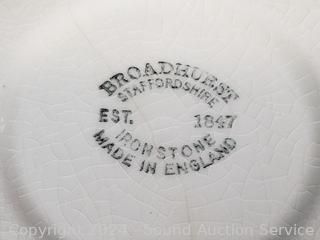 BROADHURST
STAFFORDSHIRE
EST. 1847
IRONSTONE
MADE IN ENGLAND
Copyright 2024 - Sound Auction Service